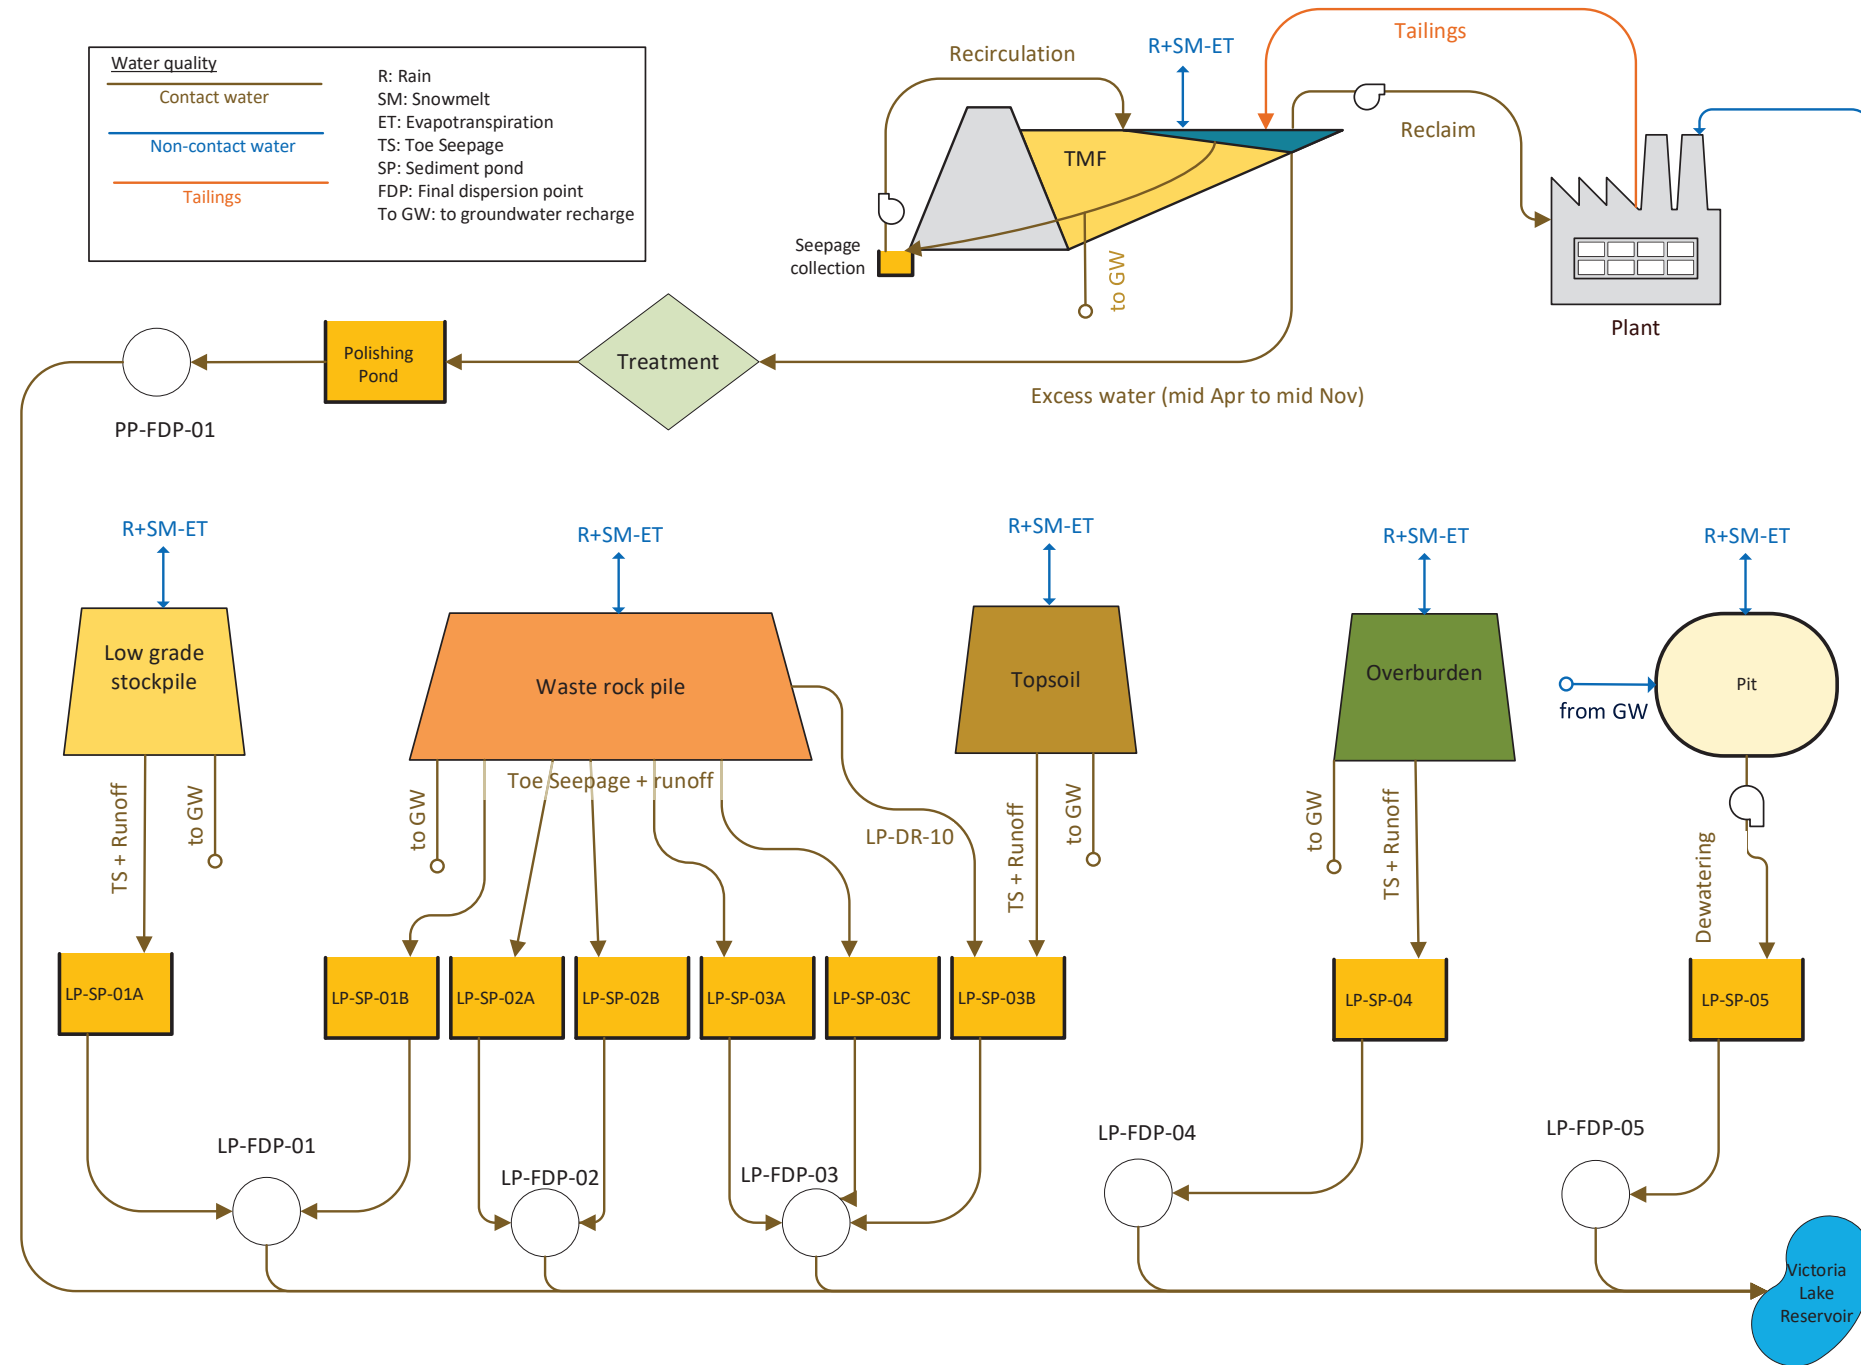 Water quality
Contact water
Non-contact water
Tailings
R: Rain
SM: Snowmelt
ET: Evapotranspiration
TS: Toe Seepage
SP: Sediment pond
FDP: Final dispersion point
To GW: to groundwater recharge
Recirculation
R+SM-ET
Tailings
Reclaim
TMF
Seepage
collection
to GW
Plant
Polishing
Pond
Treatment
Excess water (mid Apr to mid Nov)
PP-FDP-01
R+SM-ET
R+SM-ET
R+SM-ET
R+SM-ET
R+SM-ET
Low grade
stockpile
Waste rock pile
Topsoil
Overburden
Pit
from GW
TS + Runoff
to GW
Toe Seepage + runoff
to GW
LP-DR-10
TS + Runoff
to GW
to GW
TS + Runoff
Dewatering
LP-SP-01A
LP-SP-01B
LP-SP-02A
LP-SP-02B
LP-SP-03A
LP-SP-03C
LP-SP-03B
LP-SP-04
LP-SP-05
LP-FDP-01
LP-FDP-02
LP-FDP-03
LP-FDP-04
LP-FDP-05
Victoria
Lake
Reservoir